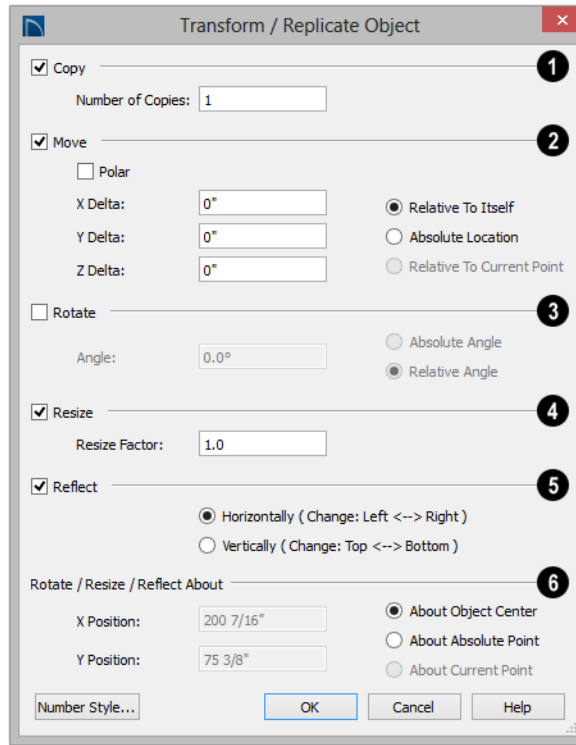 Transform / Replicate Object
Copy 1
Number of Copies: 1
Move 2
Polar
X Delta: 0" Relative To Itself
Y Delta: 0" Absolute Location
Z Delta: 0" Relative To Current Point
Rotate 3
Absolute Angle
Angle: 0.0°
Relative Angle
Resize 4
Resize Factor: 1.0
Reflect 5
Horizontally ( Change: Left <--> Right )
Vertically ( Change: Top <--> Bottom )
Rotate / Resize / Reflect About 6
X Position: 200 7/16" About Object Center
About Absolute Point
Y Position: 75 3/8"
About Current Point
Number Style... OK Cancel Help